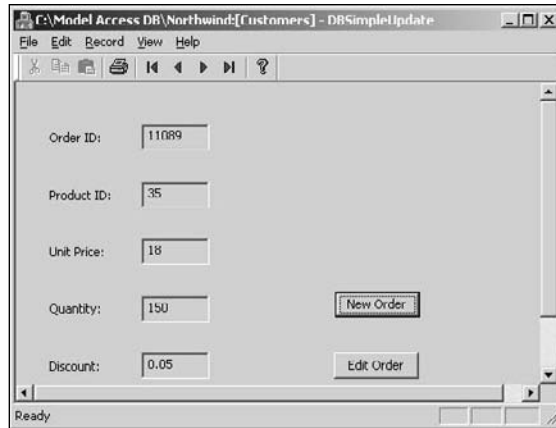 C:\Model Access DB\Northwind:[Customers] - DBSimpleUpdate
File Edit Record View Help
Order ID: 11089
Product ID: 35
Unit Price: 18
Quantity: 150 New Order
Discount: 0.05 Edit Order
Ready